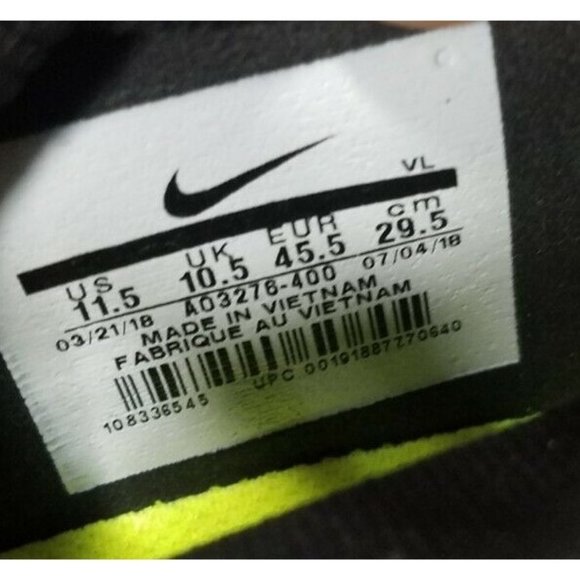 VL
US UK EUR cm
11.5 10.5 45.5 29.5
03/21/18 AO3276-400 07/04/18
MADE IN VIETNAM
FABRIQUE AU VIETNAM
108336545 UPC 00191887770640